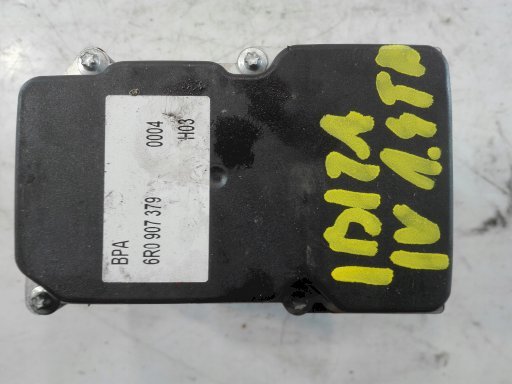 BPA
6R0 907 379
0004
H03
IBIZA
IV 1.4TD